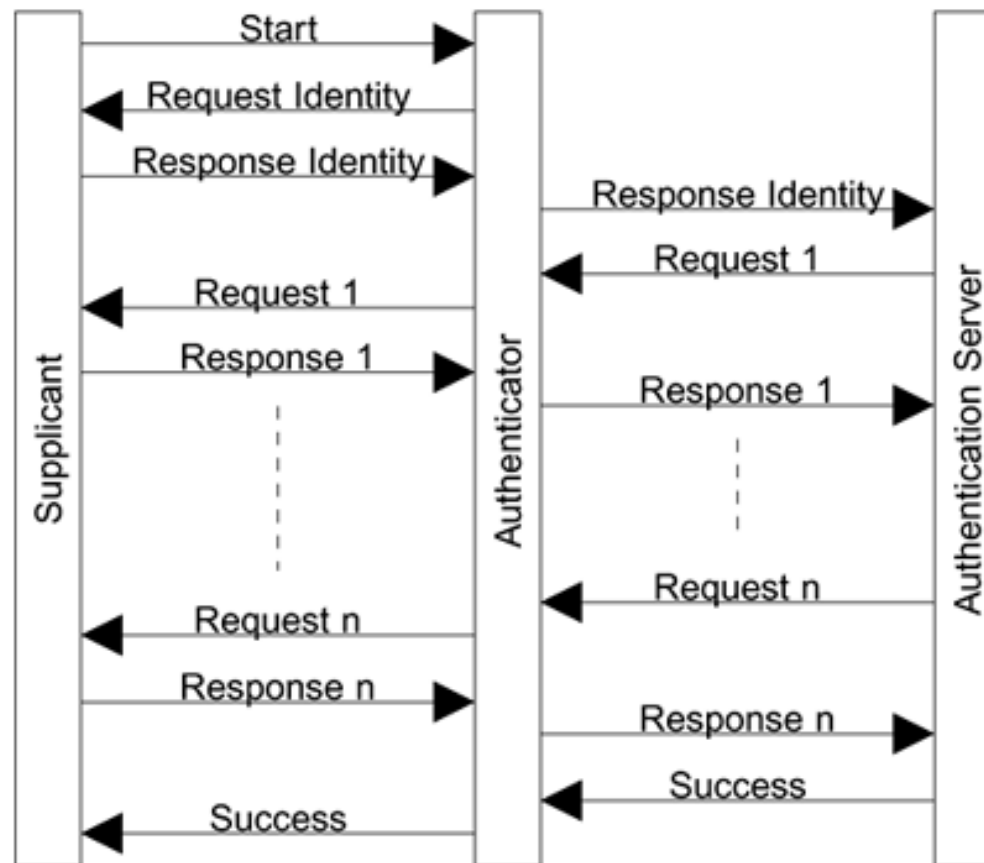 Start
Request Identity
Response Identity
Response Identity
Request 1
Request 1
Response 1
Response 1
Supplicant
Authenticator
Authentication Server
Request n
Request n
Response n
Response n
Success
Success